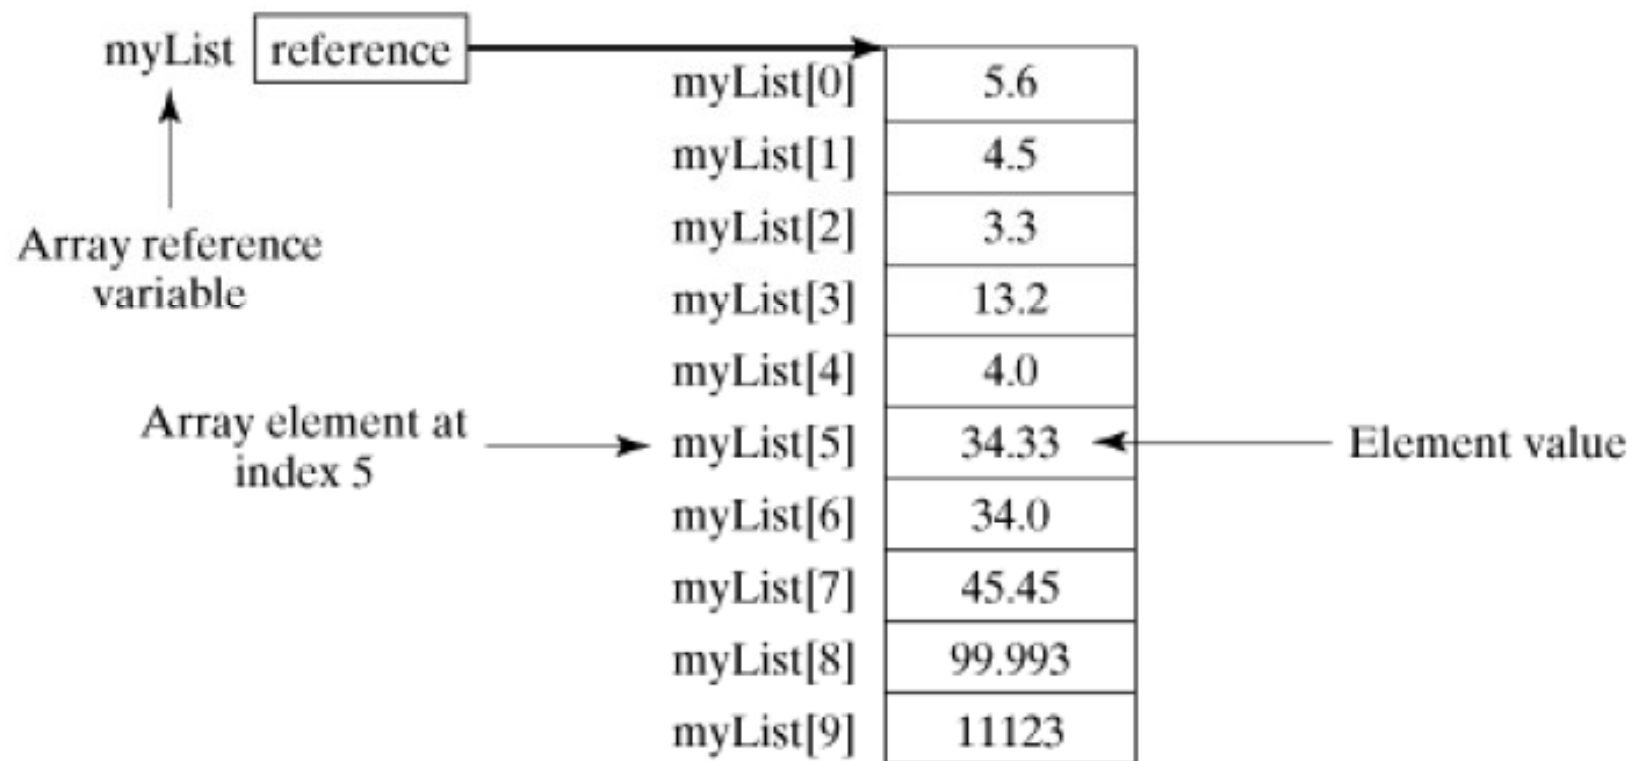 myList reference
myList[0] 5.6
myList[1] 4.5
Array reference
variable
myList[2] 3.3
myList[3] 13.2
myList[4] 4.0
Array element at
index 5
myList[5] 34.33
Element value
myList[6] 34.0
myList[7] 45.45
myList[8] 99.993
myList[9] 11123